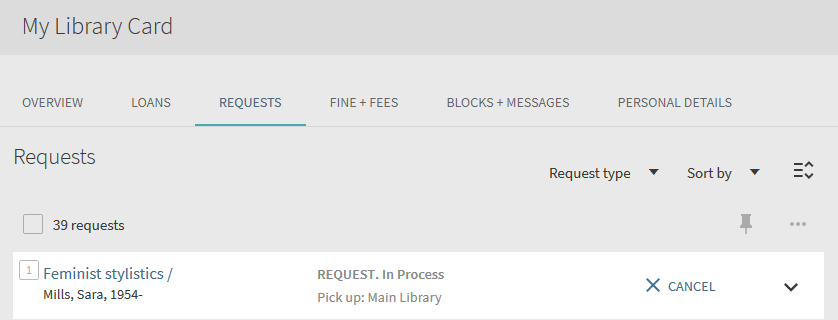 My Library Card
OVERVIEW LOANS REQUESTS FINE + FEES BLOCKS + MESSAGES PERSONAL DETAILS
Requests
Request type Sort by
39 requests
1 Feminist stylistics / REQUEST. In Process
Mills, Sara, 1954- Pick up: Main Library
CANCEL